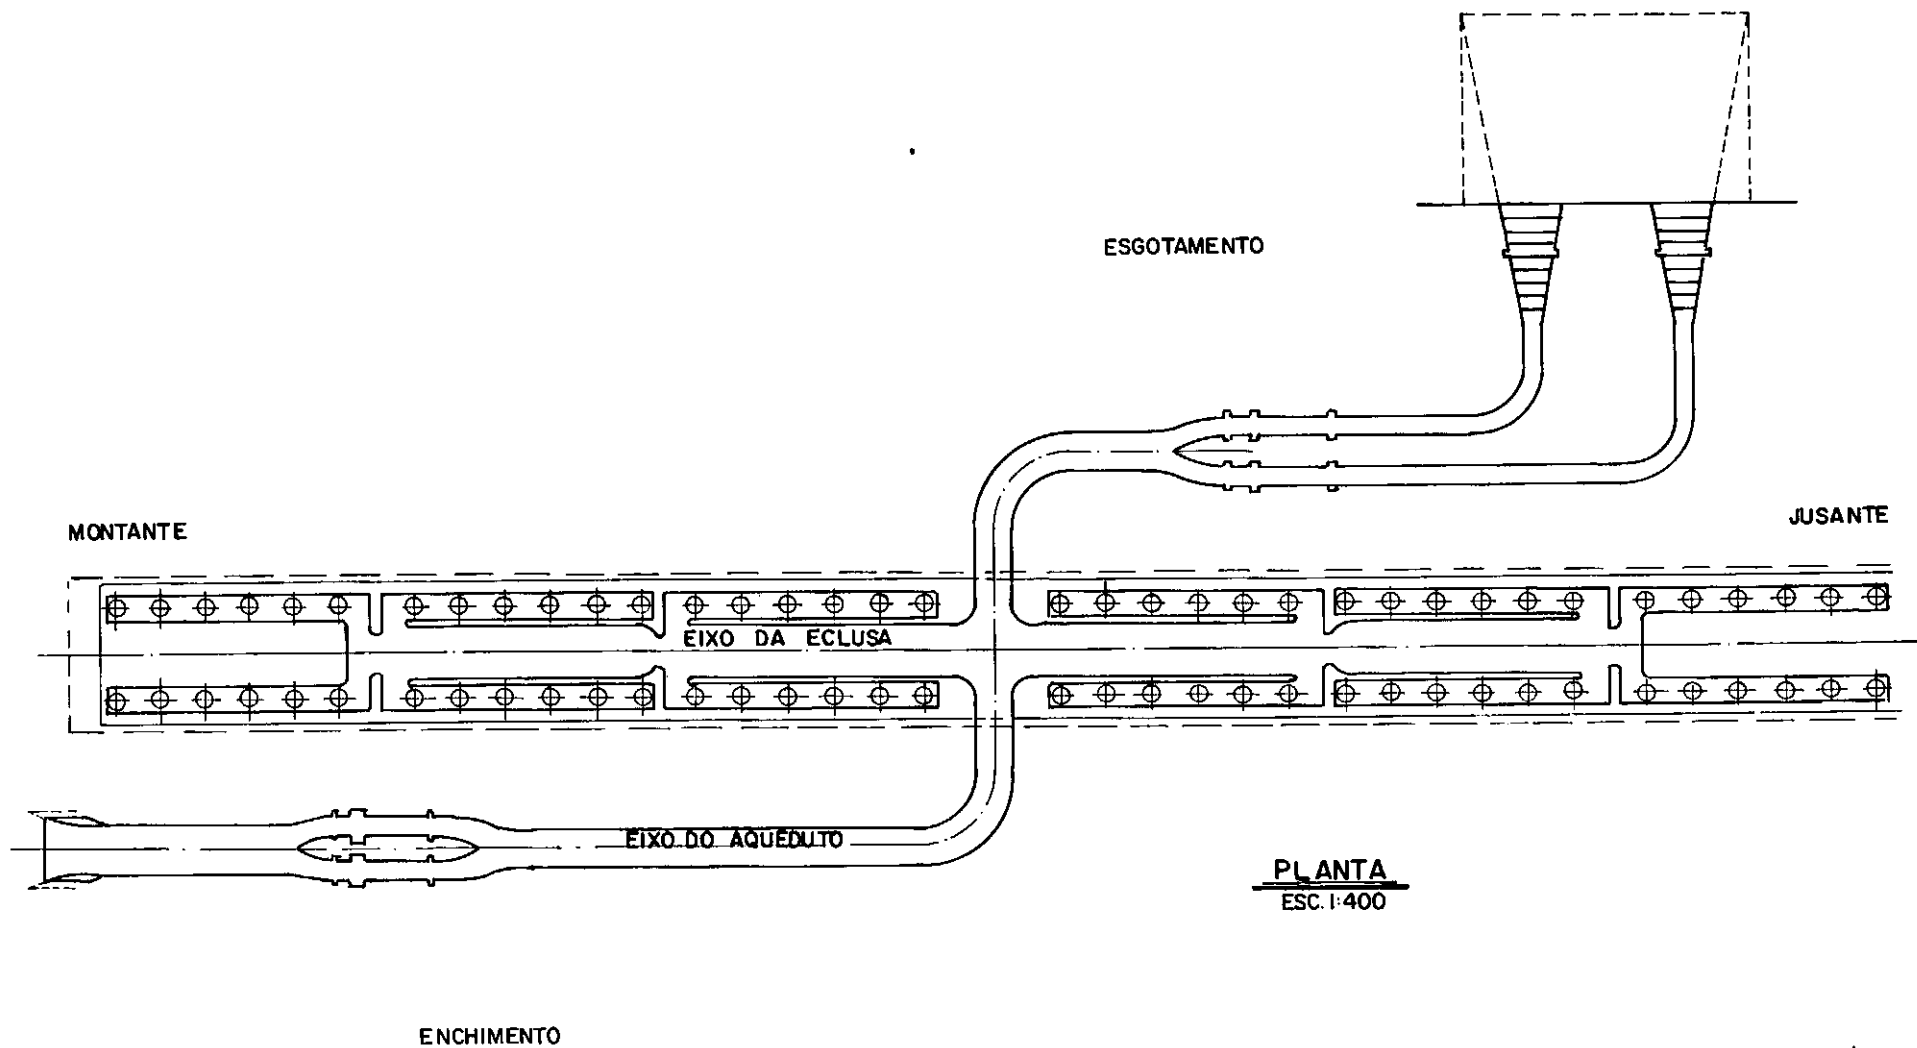 ESGOTAMENTO
MONTANTE
JUSANTE
EIXO DA ECLUSA
EIXO DO AQUEDUTO
PLANTA
ESC. 1:400
ENCHIMENTO